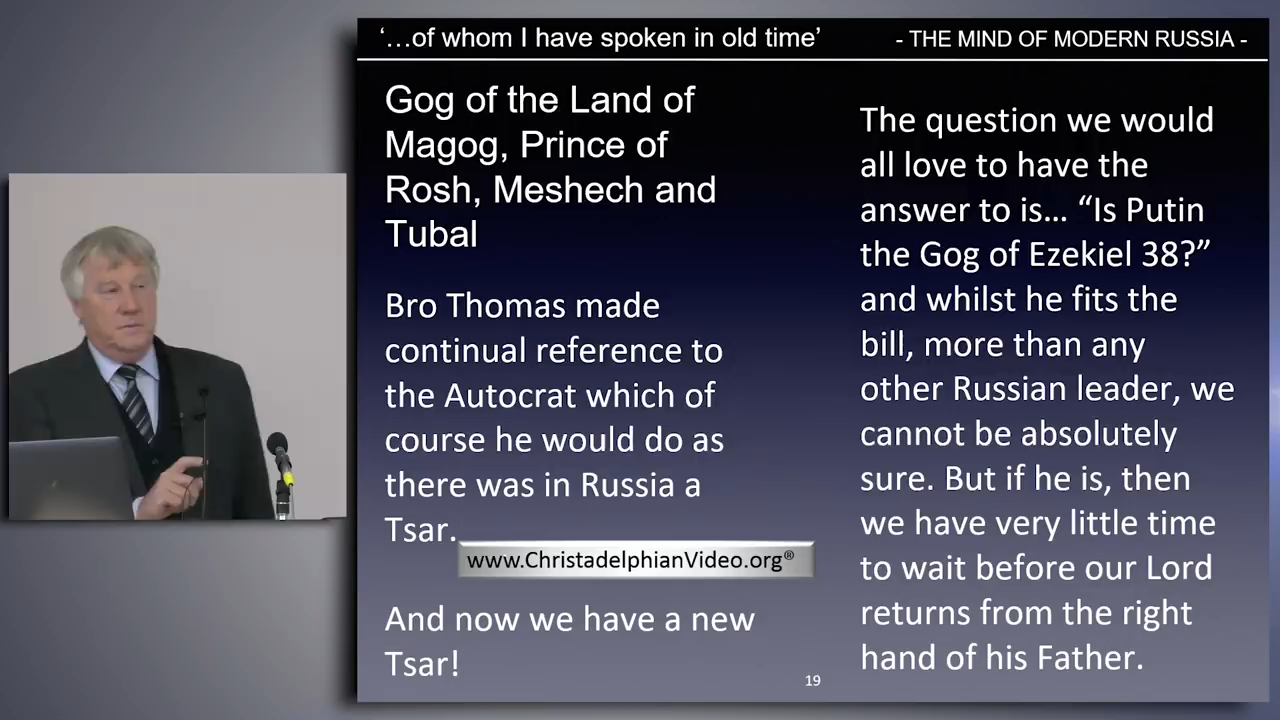 ‘…of whom I have spoken in old time’
- THE MIND OF MODERN RUSSIA -
Gog of the Land of
Magog, Prince of
Rosh, Meshech and
Tubal
Bro Thomas made
continual reference to
the Autocrat which of
course he would do as
there was in Russia a
Tsar.
www.ChristadelphianVideo.org®
And now we have a new
Tsar!
The question we would
all love to have the
answer to is… “Is Putin
the Gog of Ezekiel 38?”
and whilst he fits the
bill, more than any
other Russian leader, we
cannot be absolutely
sure. But if he is, then
we have very little time
to wait before our Lord
returns from the right
hand of his Father.
19